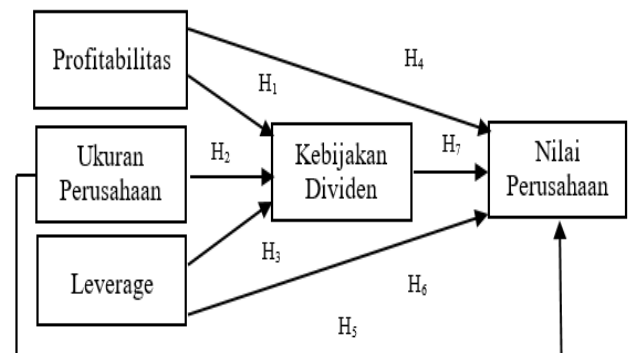 Profitabilitas
H₄
H₁
Ukuran
Perusahaan
H₂
Kebijakan
Dividen
H₇
Nilai
Perusahaan
H₃
Leverage
H₆
H₅